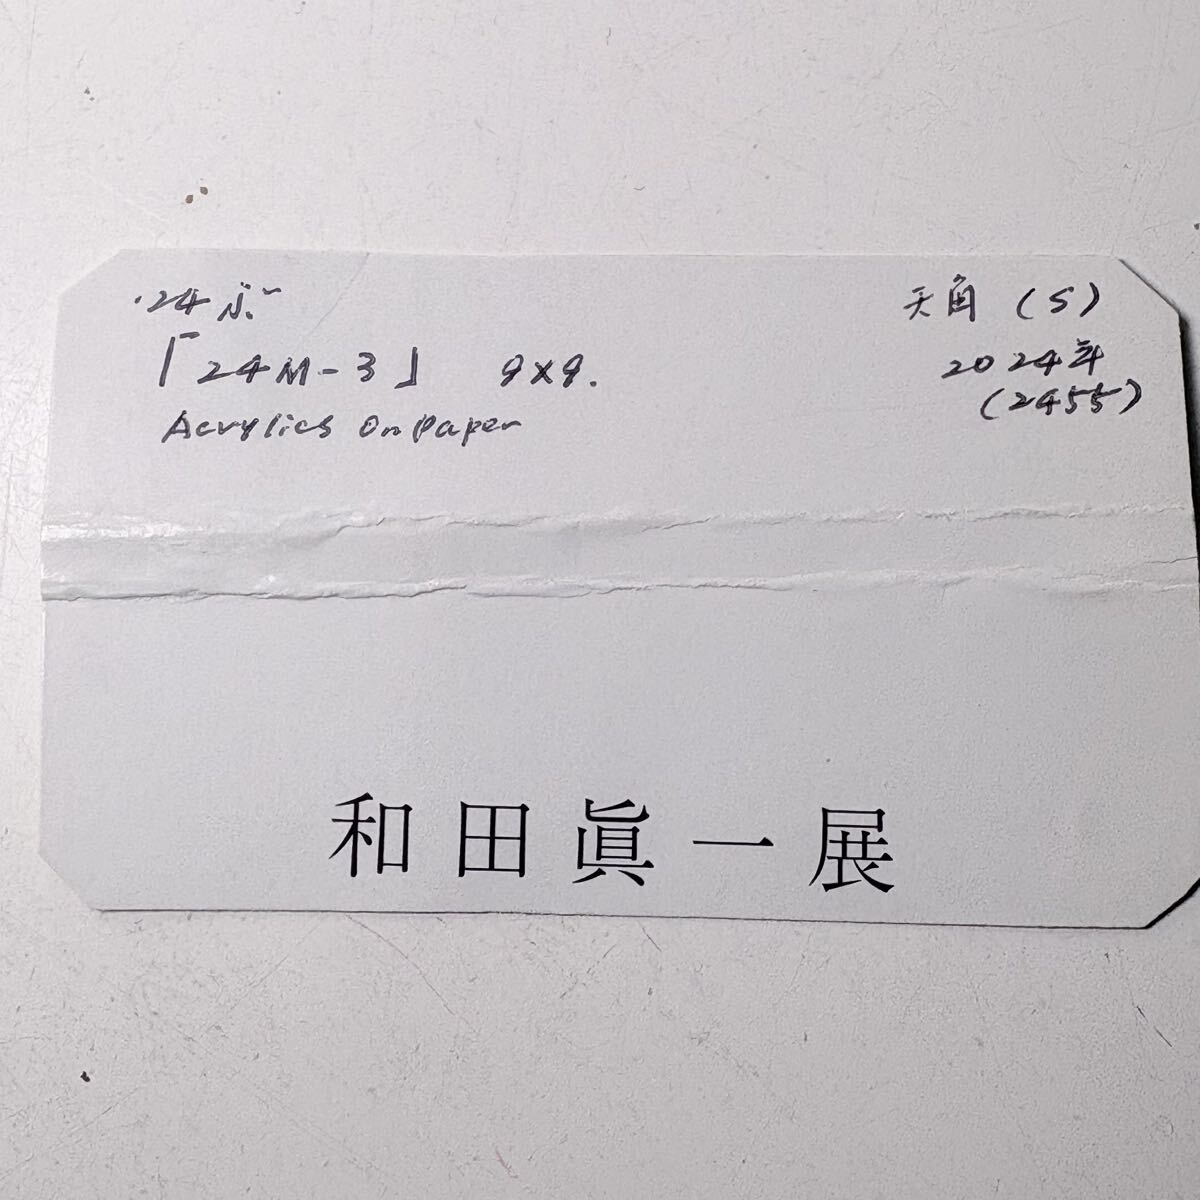 '24 ぶ
「24M-3」 9×9.
Acrylics On Paper
天角 (S)
2024年
(2455)
和田眞一展